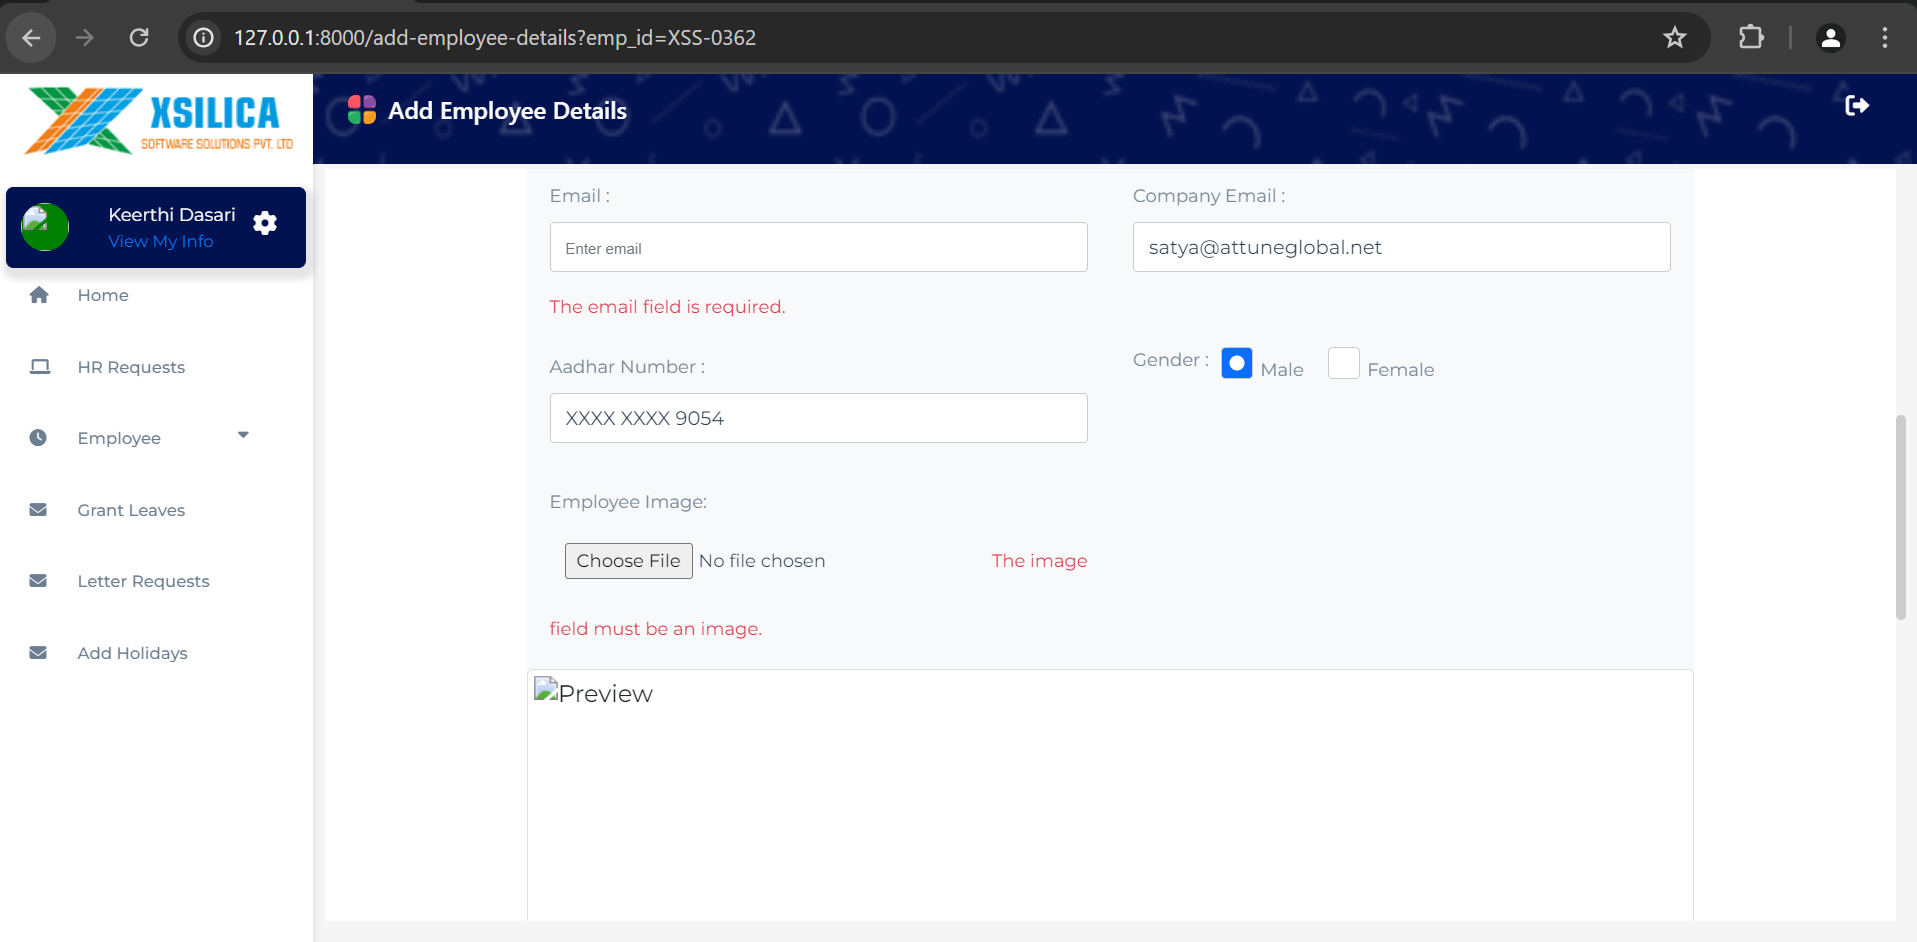 127.0.0.1:8000/add-employee-details?emp_id=XSS-0362
XSILICA
SOFTWARE SOLUTIONS PVT. LTD
Add Employee Details
Keerthi Dasari
View My Info
Home
HR Requests
Employee
Grant Leaves
Letter Requests
Add Holidays
Email :
Company Email :
Enter email
satya@attuneglobal.net
The email field is required.
Aadhar Number :
Gender : Male Female
XXXX XXXX 9054
Employee Image:
Choose File No file chosen The image
field must be an image.
Preview